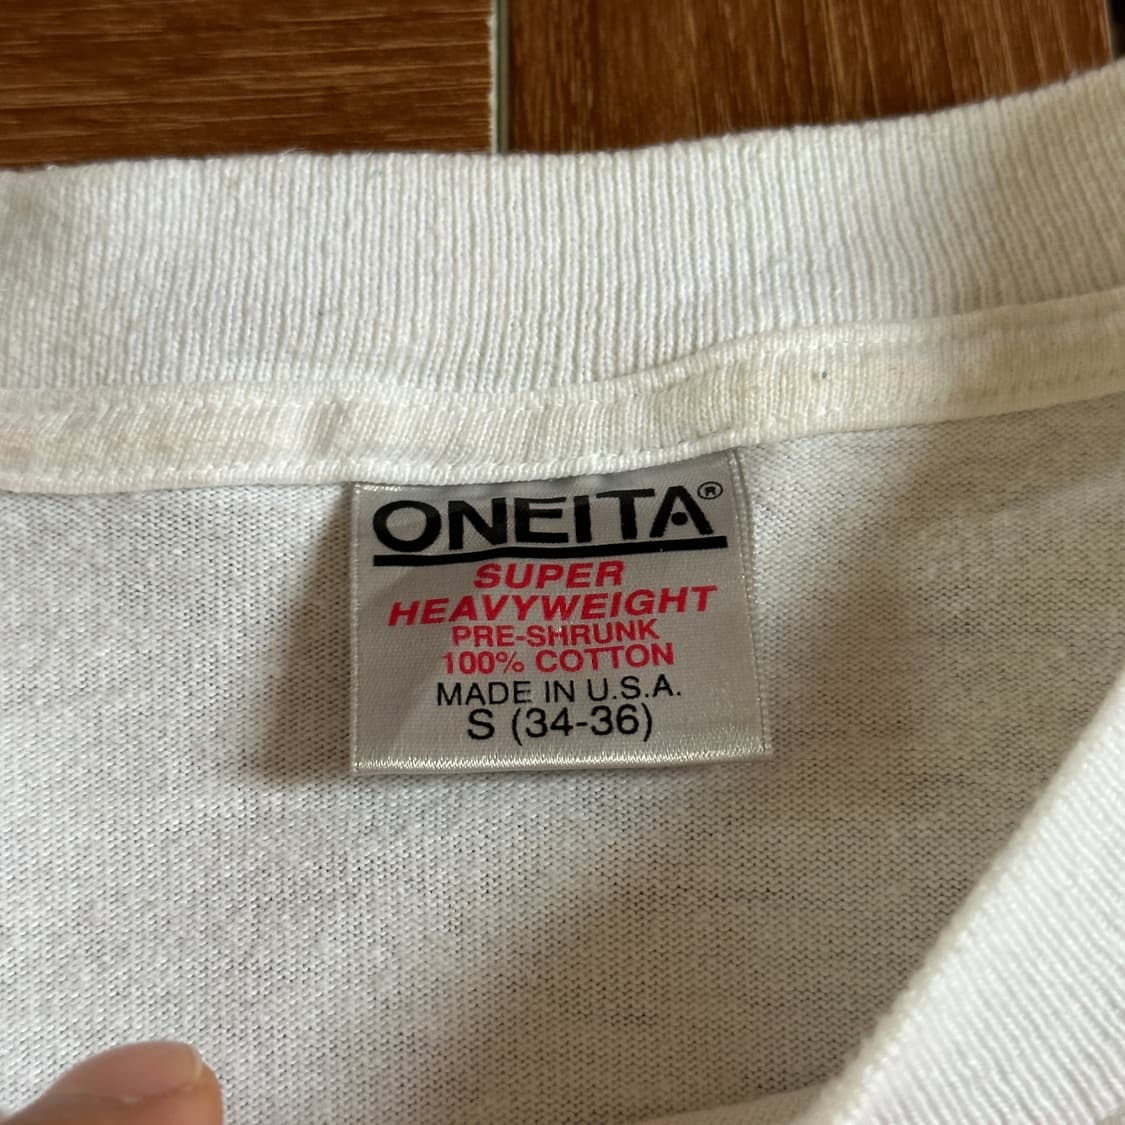 ONEITA®
SUPER
HEAVYWEIGHT
PRE-SHRUNK
100% COTTON
MADE IN U.S.A.
S (34-36)